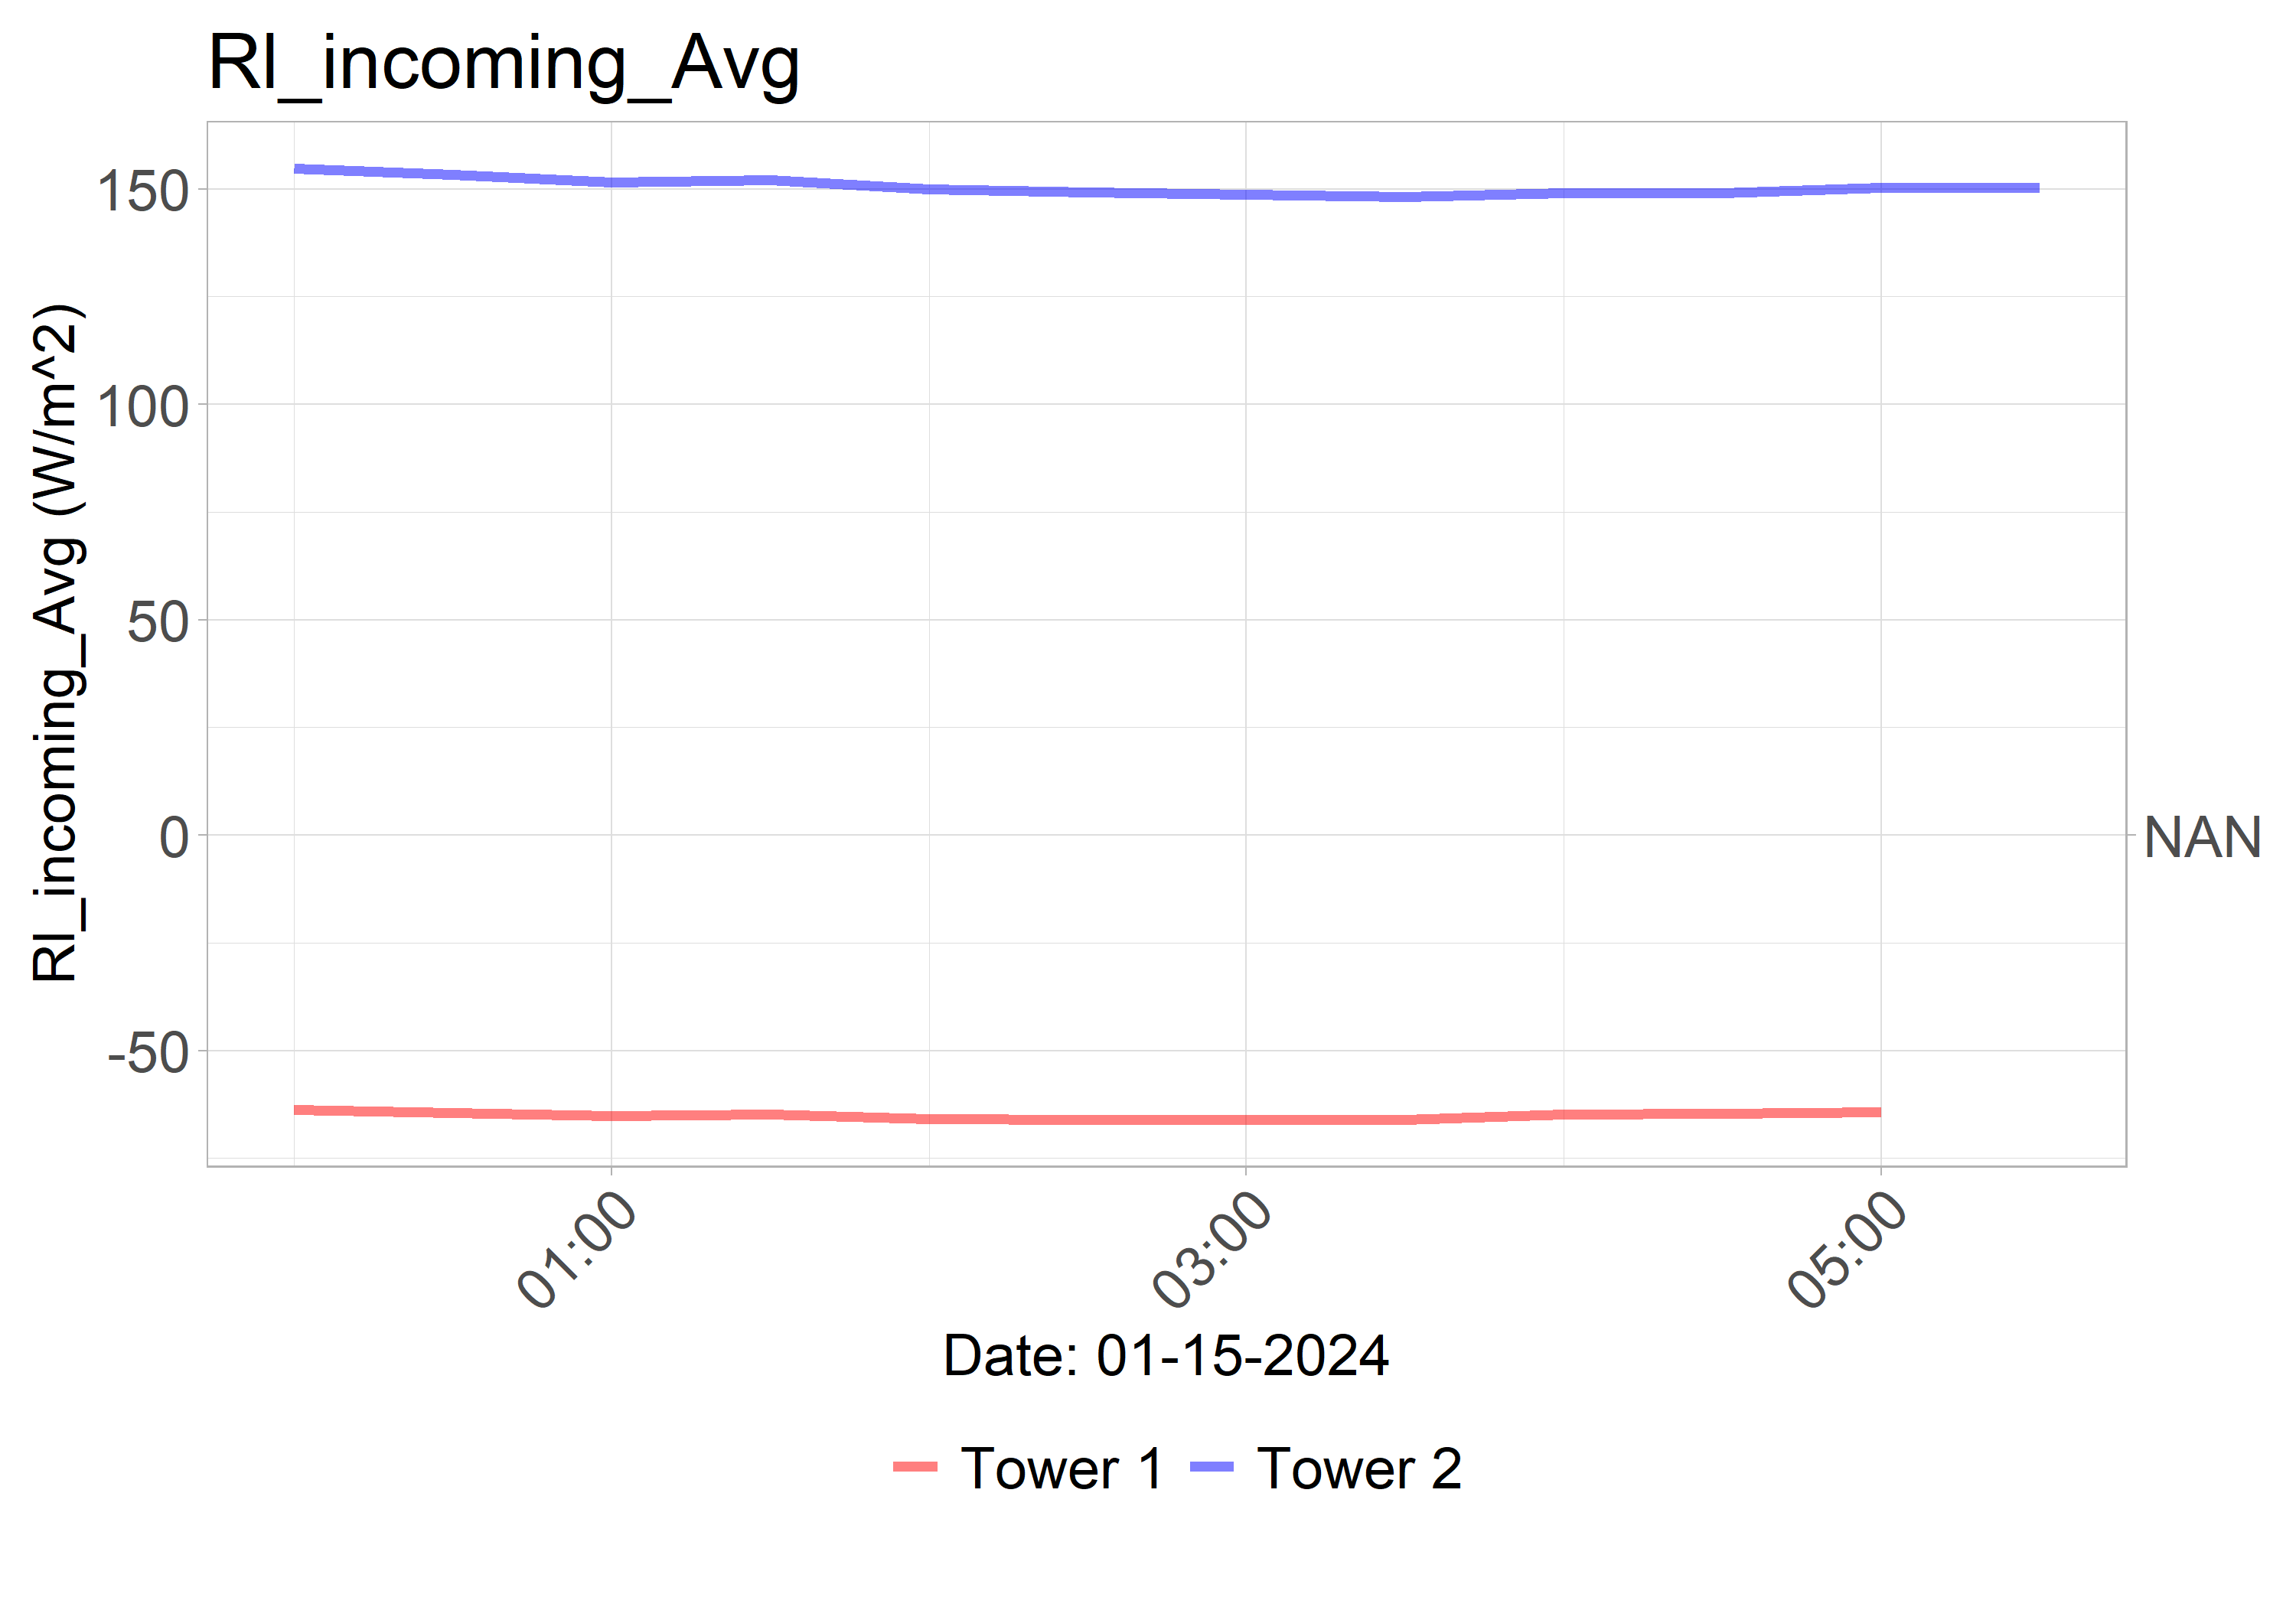 Rl_incoming_Avg
Rl_incoming_Avg (W/m^2)
150
100
50
0
-50
NAN
01:00
03:00
05:00
Date: 01-15-2024
Tower 1
Tower 2